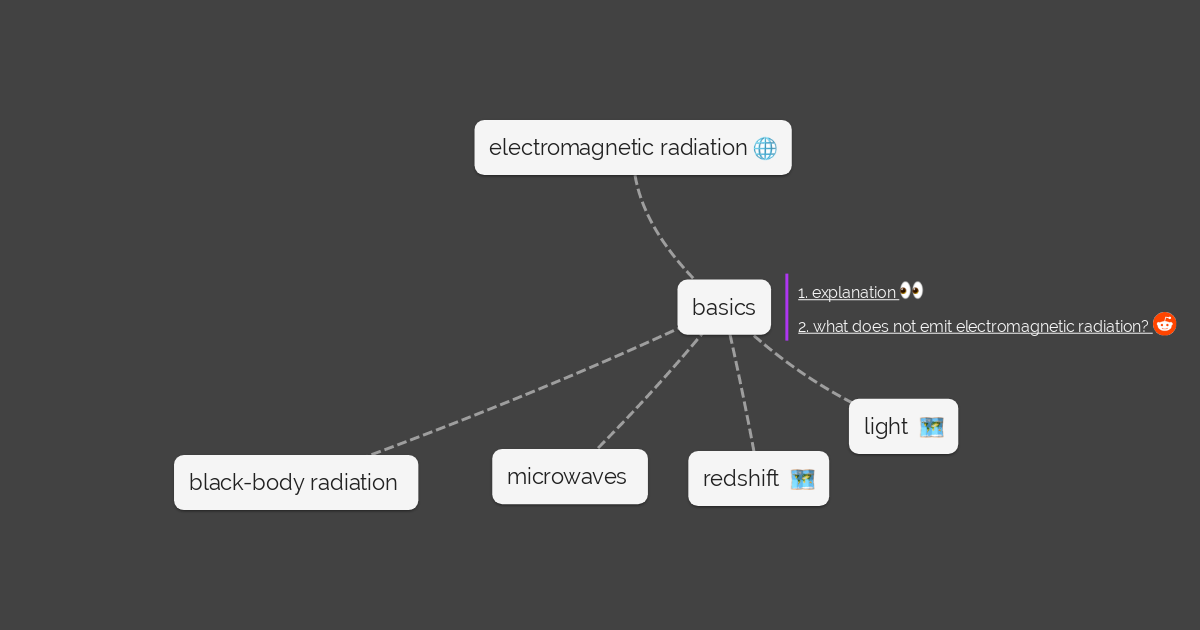 electromagnetic radiation
basics
1. explanation
2. what does not emit electromagnetic radiation?
light
black-body radiation
microwaves
redshift